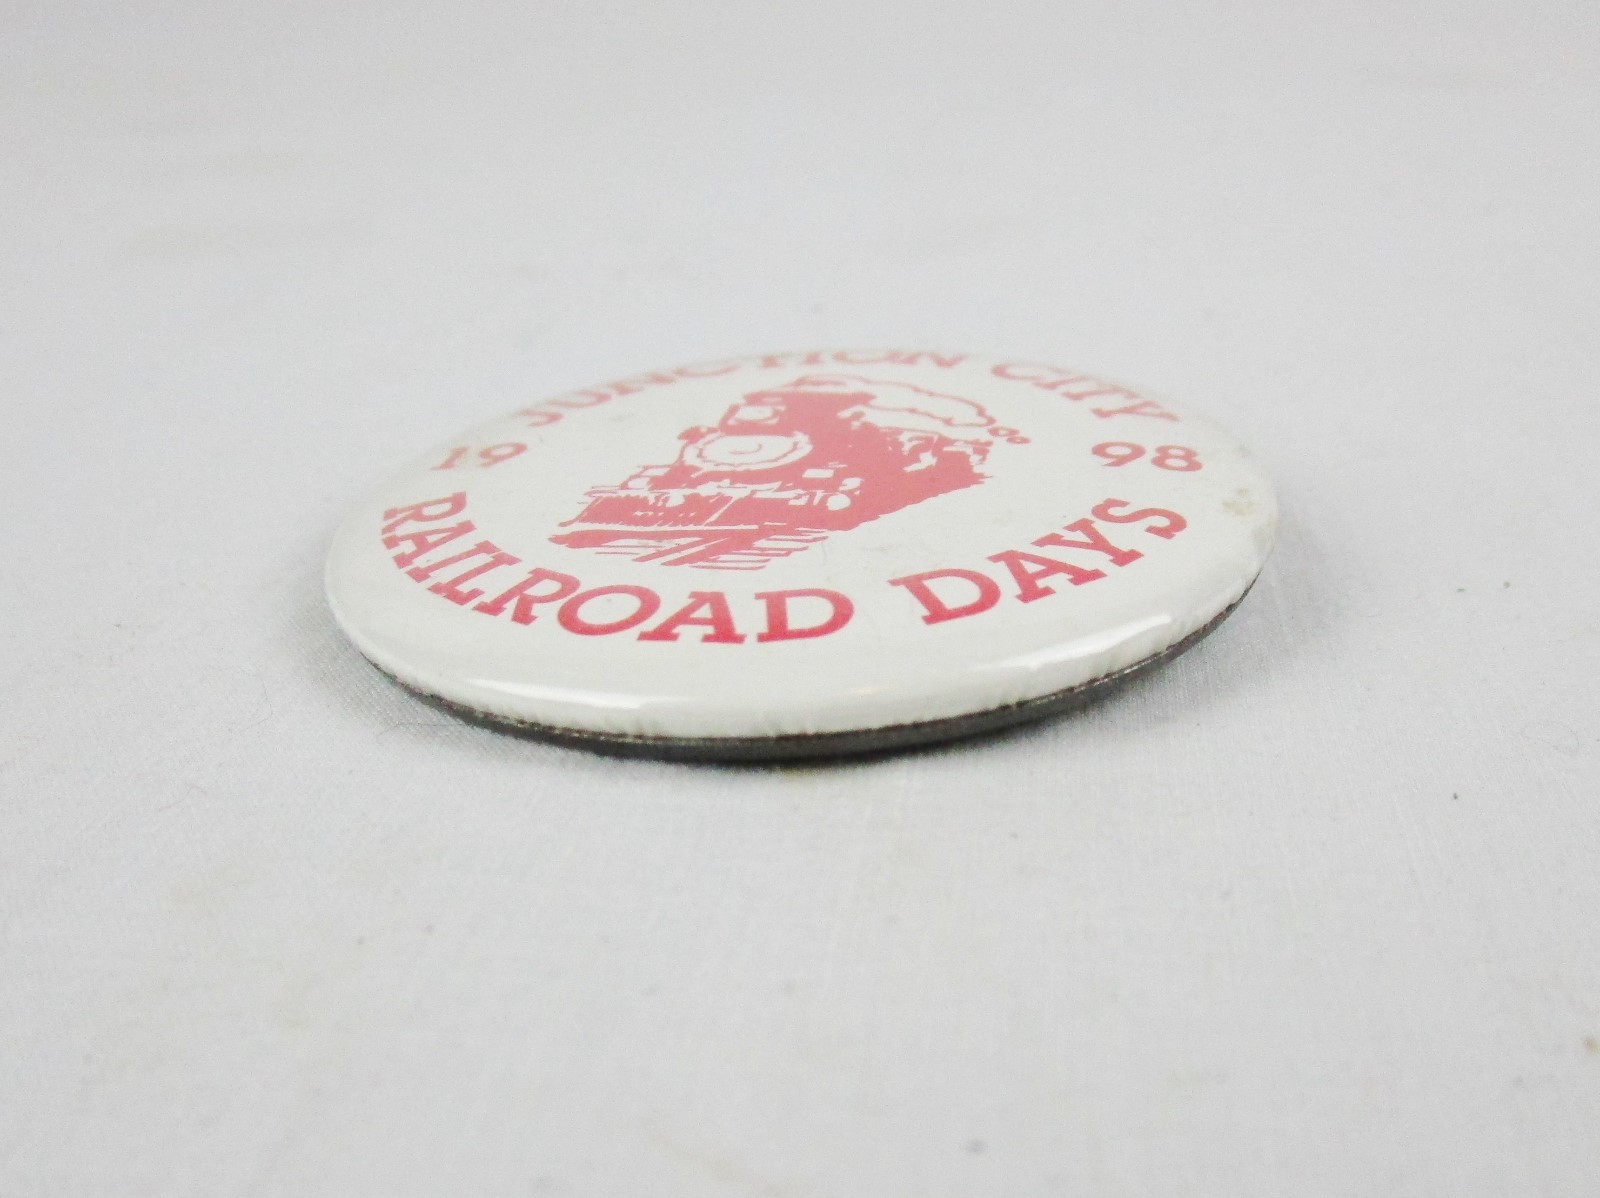 JUNCTION CITY
19 98
RAILROAD DAYS